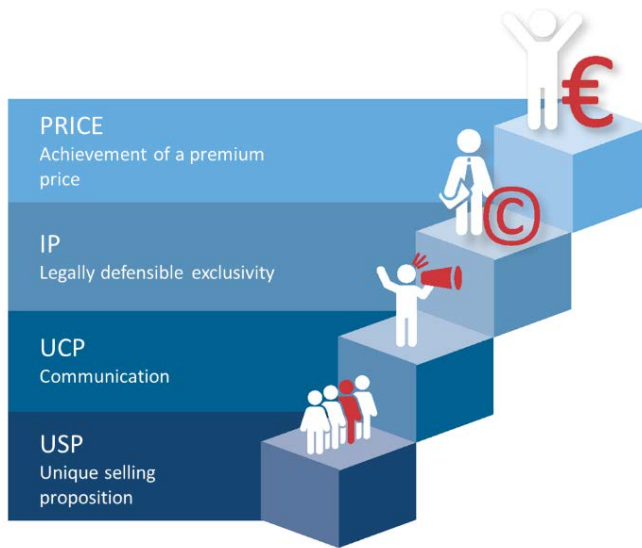 PRICE
Achievement of a premium
price
€
IP
Legally defensible exclusivity
©
UCP
Communication
USP
Unique selling
proposition